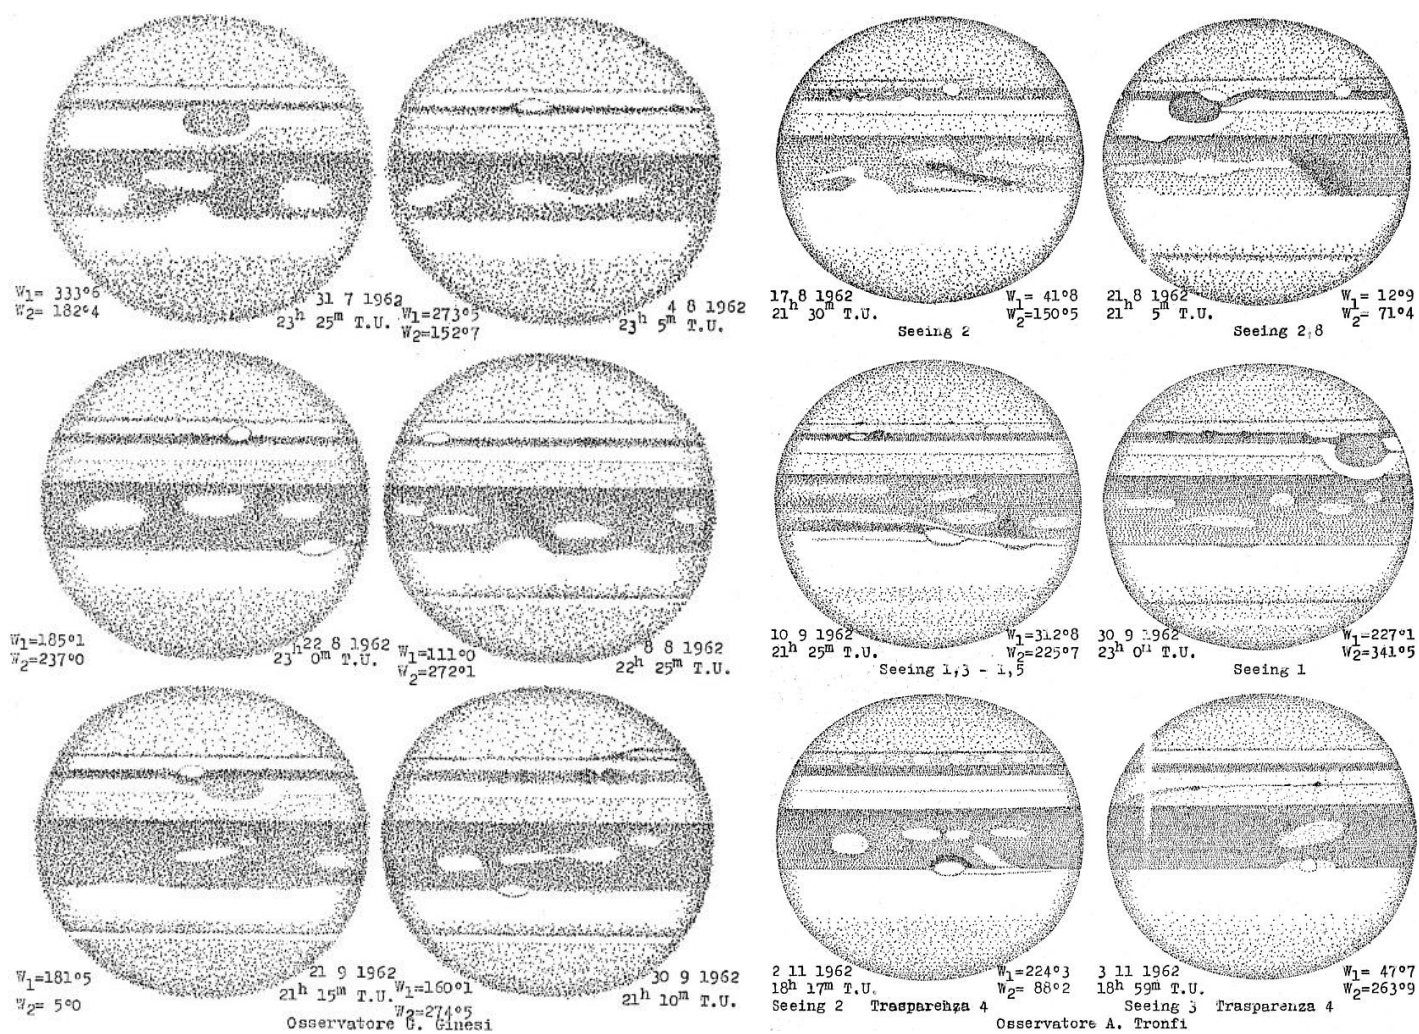 W1= 333°6
W2= 182°4
31 7 1962
23h 25m T.U.
W1=273°5
W2=152°7
4 8 1962
23h 5m T.U.
17 8 1962
21h 30m T.U.
W1= 41°8
W2=150°5
Seeing 2
21 8 1962
21h 5m T.U.
W1= 12°9
W2= 71°4
Seeing 2,8
W1=185°1
W2=237°0
22 8 1962
23h 0m T.U.
W1=111°0
W2=272°1
8 8 1962
22h 25m T.U.
10 9 1962
21h 25m T.U.
W1=312°8
W2=225°7
Seeing 1,3 - 1,5
30 9 1962
23h 0m T.U.
W1=227°1
W2=341°5
Seeing 1
W1=181°5
W2= 5°0
21 9 1962
21h 15m T.U.
W1=160°1
W2=274°5
30 9 1962
21h 10m T.U.
Osservatore G. Ginesi
2 11 1962
18h 17m T.U.
W1=224°3
W2= 88°2
Seeing 2 Trasparenza 4
3 11 1962
18h 59m T.U.
W1= 47°7
W2=263°9
Seeing 3 Trasparenza 4
Osservatore A. Tronfi